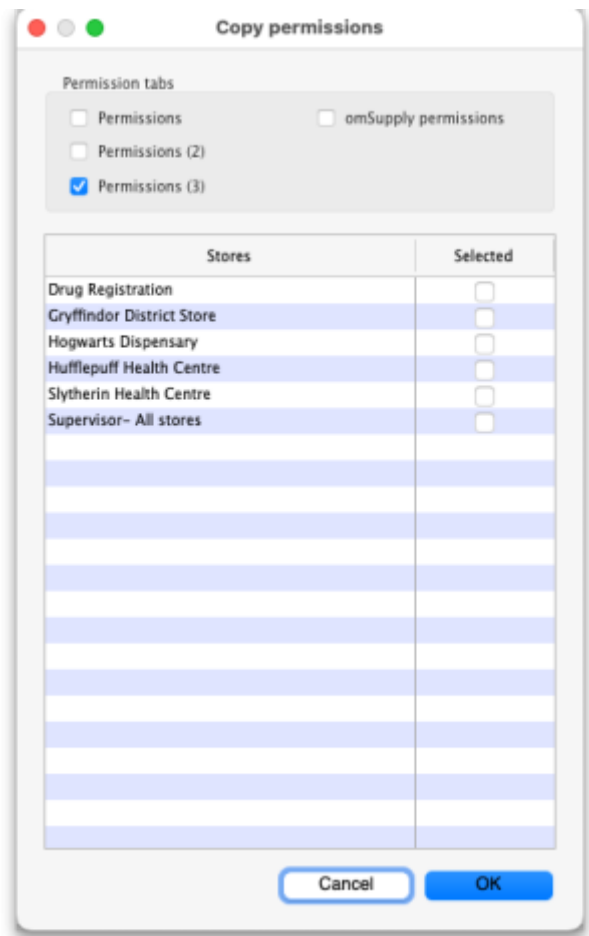 Copy permissions
Permission tabs
Permissions omSupply permissions
Permissions (2)
Permissions (3)
Stores Selected
Drug Registration
Gryffindor District Store
Hogwarts Dispensary
Hufflepuff Health Centre
Slytherin Health Centre
Supervisor- All stores
Cancel OK